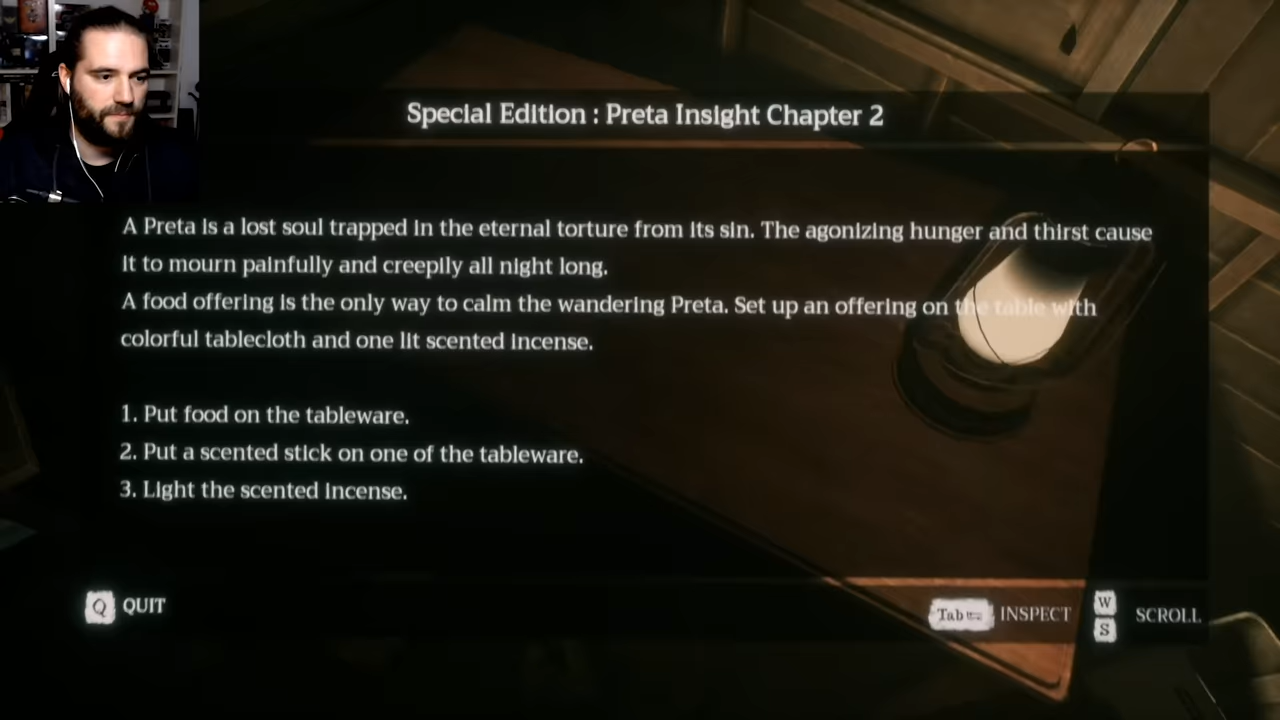 Special Edition : Preta Insight Chapter 2
A Preta is a lost soul trapped in the eternal torture from its sin. The agonizing hunger and thirst cause
it to mourn painfully and creepily all night long.
A food offering is the only way to calm the wandering Preta. Set up an offering on the table with
colorful tablecloth and one lit scented incense.
1. Put food on the tableware.
2. Put a scented stick on one of the tableware.
3. Light the scented incense.
Q QUIT
Tab INSPECT
W
S
SCROLL